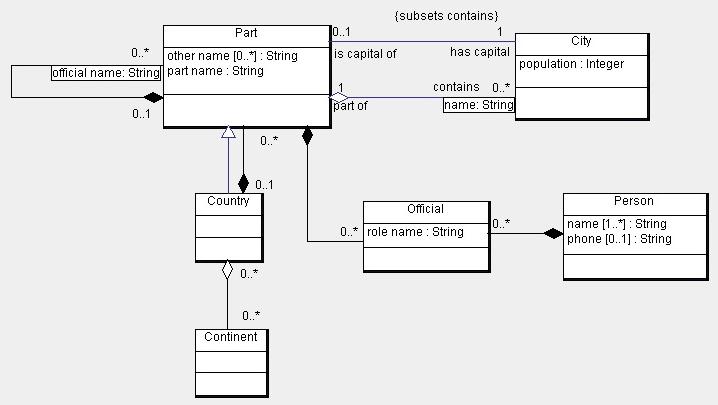 {subsets contains}
Part
0..1
1
City
0..*
other name [0..*] : String
is capital of
has capital
population : Integer
official name: String
part name : String
1
contains
0..*
0..1
part of
name: String
0..*
0..1
Country
Official
Person
0..*
role name : String
0..*
name [1..*] : String
phone [0..1] : String
0..*
0..*
Continent